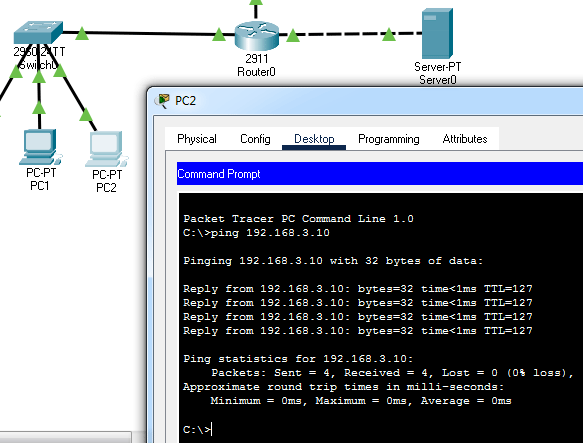 2960-24TT
Switch0
2911
Router0
Server-PT
Server0
PC-PT
PC1
PC-PT
PC2
PC2
Physical Config Desktop Programming Attributes
Command Prompt
Packet Tracer PC Command Line 1.0
C:\>ping 192.168.3.10
Pinging 192.168.3.10 with 32 bytes of data:
Reply from 192.168.3.10: bytes=32 time<1ms TTL=127
Reply from 192.168.3.10: bytes=32 time<1ms TTL=127
Reply from 192.168.3.10: bytes=32 time<1ms TTL=127
Reply from 192.168.3.10: bytes=32 time<1ms TTL=127
Ping statistics for 192.168.3.10:
Packets: Sent = 4, Received = 4, Lost = 0 (0% loss),
Approximate round trip times in milli-seconds:
Minimum = 0ms, Maximum = 0ms, Average = 0ms
C:\>